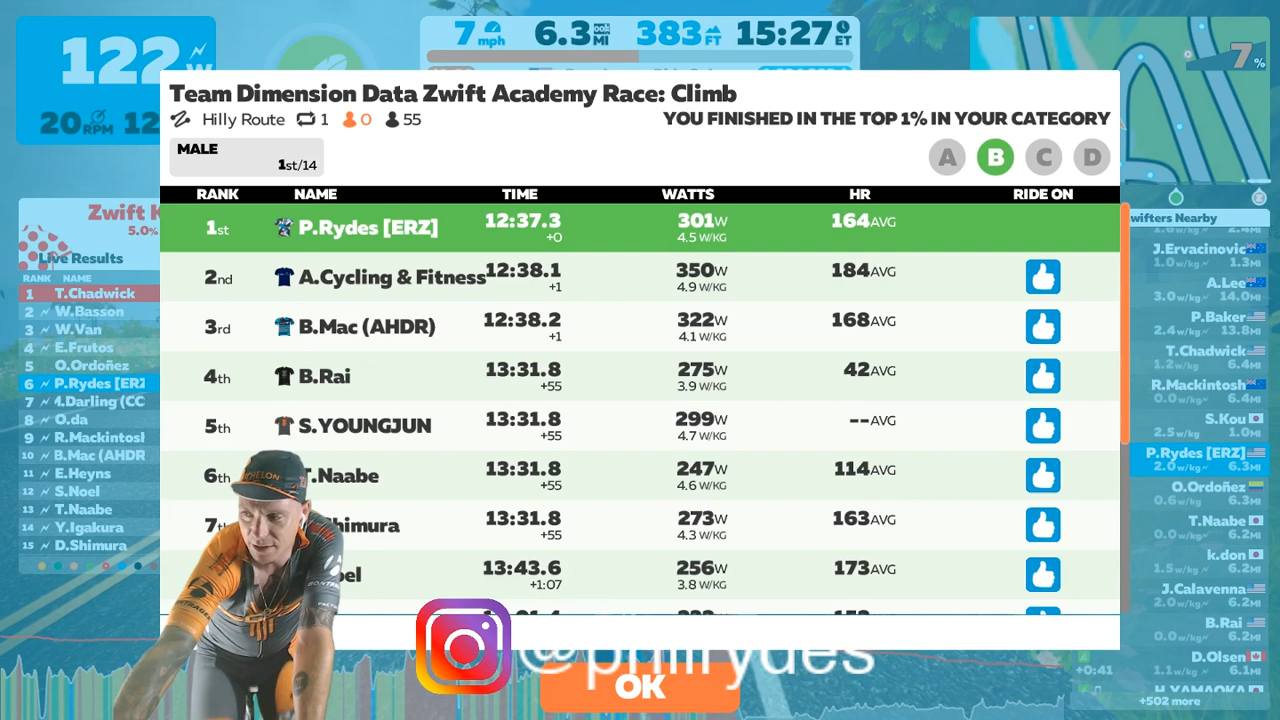 122 W
20 RPM 12
7 mph 6.3 MI 383 FT 15:27 ET
7 %
Team Dimension Data Zwift Academy Race: Climb
Hilly Route 1 0 55
YOU FINISHED IN THE TOP 1% IN YOUR CATEGORY
MALE
1st/14
A B C D
RANK NAME TIME WATTS HR RIDE ON
1st P.Rydes [ERZ] 12:37.3 301W 164AVG
+0 4.5 W/KG
2nd A.Cycling & Fitness 12:38.1 350W 184AVG
+1 4.9 W/KG
3rd B.Mac (AHDR) 12:38.2 322W 168AVG
+1 4.1 W/KG
4th B.Rai 13:31.8 275W 42AVG
+55 3.9 W/KG
5th S.YOUNGJUN 13:31.8 299W --AVG
+55 4.7 W/KG
6th T.Naabe 13:31.8 247W 114AVG
+55 4.6 W/KG
7 himura 13:31.8 273W 163AVG
+55 4.3 W/KG
oel 13:43.6 256W 173AVG
+1:07 3.8 W/KG
OK
@philrydes
Zwift K
5.0%
Live Results
RANK NAME
1 T.Chadwick
2 W.Basson
3 W.Van
4 E.Frutos
5 O.Ordoñez
6 P.Rydes [ERZ
7 M.Darling (CC
8 O.da
9 R.Mackintosh
10 B.Mac (AHDR
11 E.Heyns
12 S.Noel
13 T.Naabe
14 Y.Igakura
15 D.Shimura
wifters Nearby
J.Ervacinovic
1.0w/kg 1.3MI
A.Lee
3.0w/kg 14.0MI
P.Baker
2.4w/kg 13.8MI
T.Chadwick
1.2w/kg 6.4MI
R.Mackintosh
0.0w/kg 6.4MI
S.Kou
2.5w/kg 1.0MI
P.Rydes [ERZ]
2.0w/kg 6.3MI
O.Ordoñez
0.6w/kg 6.3MI
T.Naabe
0.0w/kg 6.2MI
k.don
1.5w/kg 6.2MI
J.Calavenna
2.0w/kg 6.2MI
B.Rai
0.0w/kg 6.2MI
D.Olsen
+0:41 1.1w/kg 6.1MI
H.YAMAOKA
+502 more